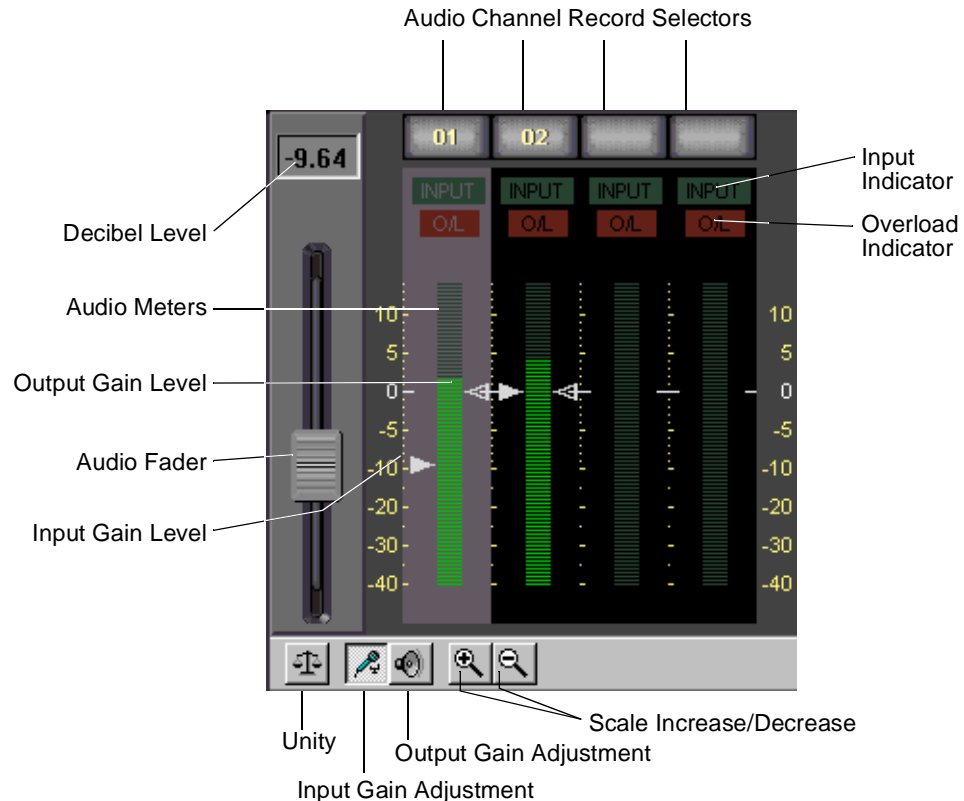 Audio Channel Record Selectors
01 02
-9.64
Input
Indicator
INPUT INPUT INPUT INPUT
O/L O/L O/L O/L
Overload
Indicator
Decibel Level
Audio Meters
10 10
5 5
Output Gain Level
0 0
-5 -5
Audio Fader
-10 -10
-20 -20
Input Gain Level
-30 -30
-40 -40
Scale Increase/Decrease
Unity
Output Gain Adjustment
Input Gain Adjustment